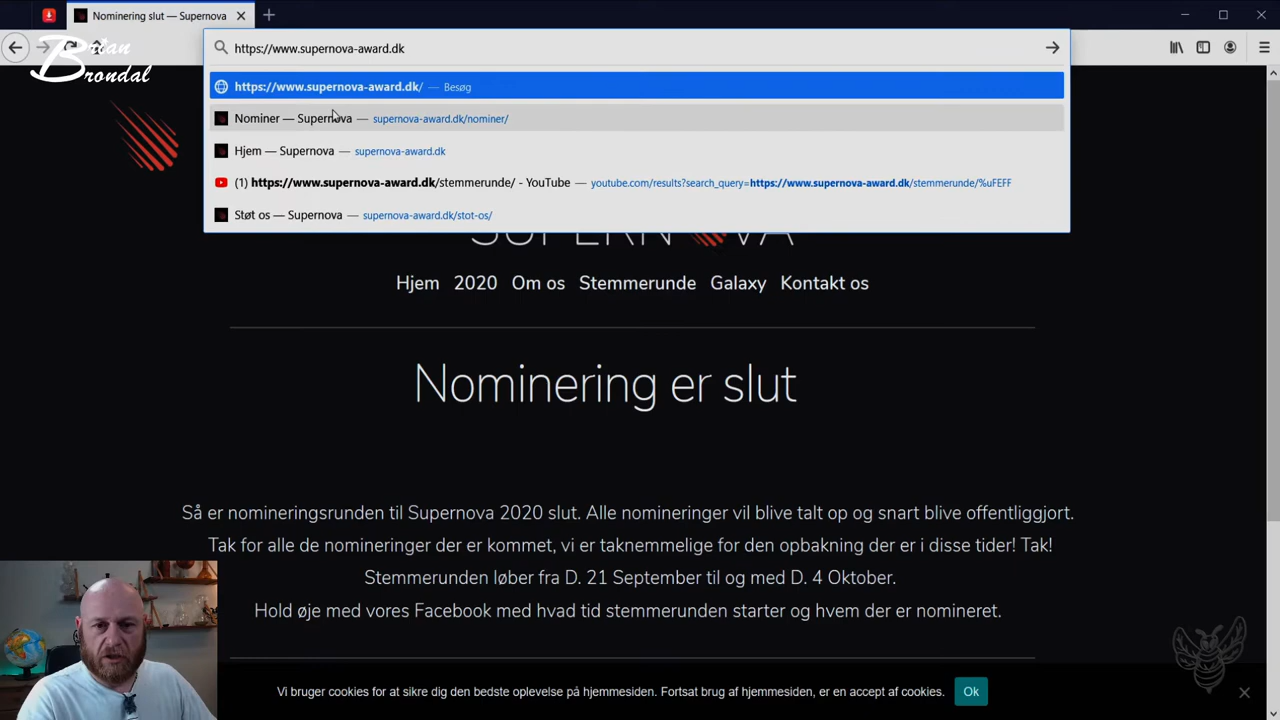 Nominering slut — Supernova
Brian
Brondal
https://www.supernova-award.dk
https://www.supernova-award.dk/ — Besøg
Nominer — Supernova — supernova-award.dk/nominer/
Hjem — Supernova — supernova-award.dk
(1) https://www.supernova-award.dk/stemmerunde/ - YouTube — youtube.com/results?search_query=https://www.supernova-award.dk/stemmerunde/%uFEFF
Støt os — Supernova — supernova-award.dk/stot-os/
SUPERNOVA
Hjem 2020 Om os Stemmerunde Galaxy Kontakt os
Nominering er slut
Så er nomineringsrunden til Supernova 2020 slut. Alle nomineringer vil blive talt op og snart blive offentliggjort.
Tak for alle de nomineringer der er kommet, vi er taknemmelige for den opbakning der er i disse tider! Tak!
Stemmerunden løber fra D. 21 September til og med D. 4 Oktober.
Hold øje med vores Facebook med hvad tid stemmerunden starter og hvem der er nomineret.
Vi bruger cookies for at sikre dig den bedste oplevelse på hjemmesiden. Fortsat brug af hjemmesiden, er en accept af cookies. Ok